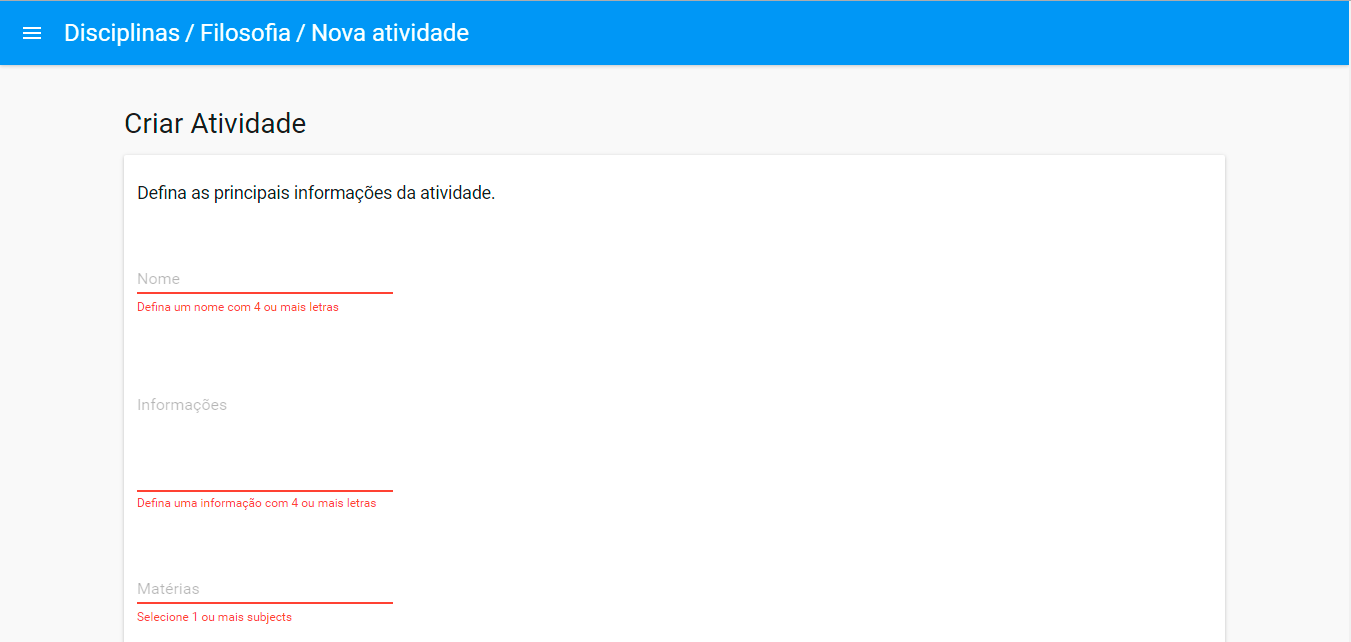 Disciplinas / Filosofia / Nova atividade
Criar Atividade
Defina as principais informações da atividade.
Nome
Defina um nome com 4 ou mais letras
Informações
Defina uma informação com 4 ou mais letras
Matérias
Selecione 1 ou mais subjects